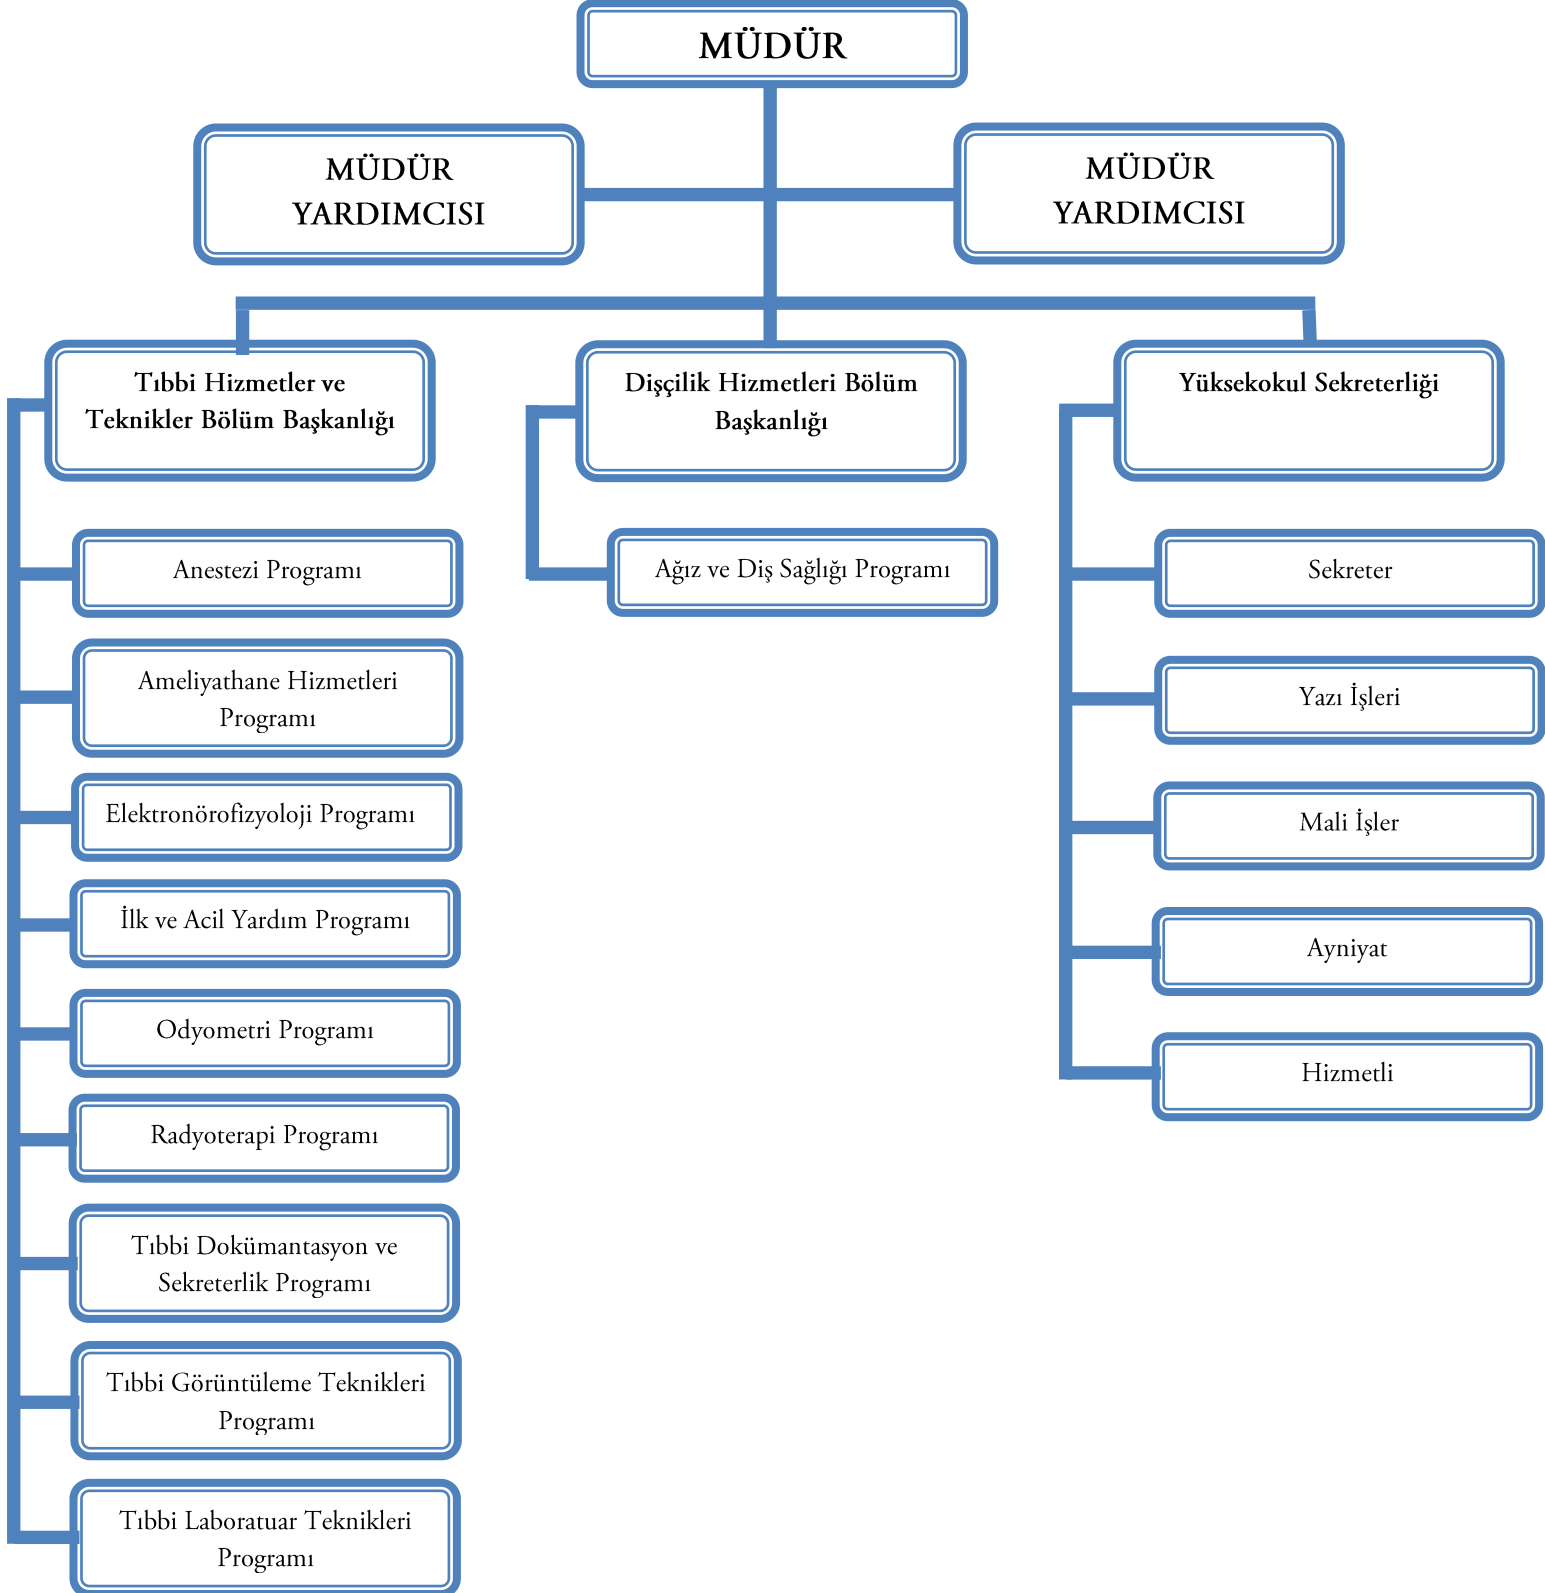 MÜDÜR
MÜDÜR
YARDIMCISI
MÜDÜR
YARDIMCISI
Tıbbi Hizmetler ve
Teknikler Bölüm Başkanlığı
Anestezi Programı
Ameliyathane Hizmetleri
Programı
Elektronörofizyoloji Programı
İlk ve Acil Yardım Programı
Odyometri Programı
Radyoterapi Programı
Tıbbi Dokümantasyon ve
Sekreterlik Programı
Tıbbi Görüntüleme Teknikleri
Programı
Tıbbi Laboratuar Teknikleri
Programı
Dişçilik Hizmetleri Bölüm
Başkanlığı
Ağız ve Diş Sağlığı Programı
Yüksekokul Sekreterliği
Sekreter
Yazı İşleri
Mali İşler
Ayniyat
Hizmetli